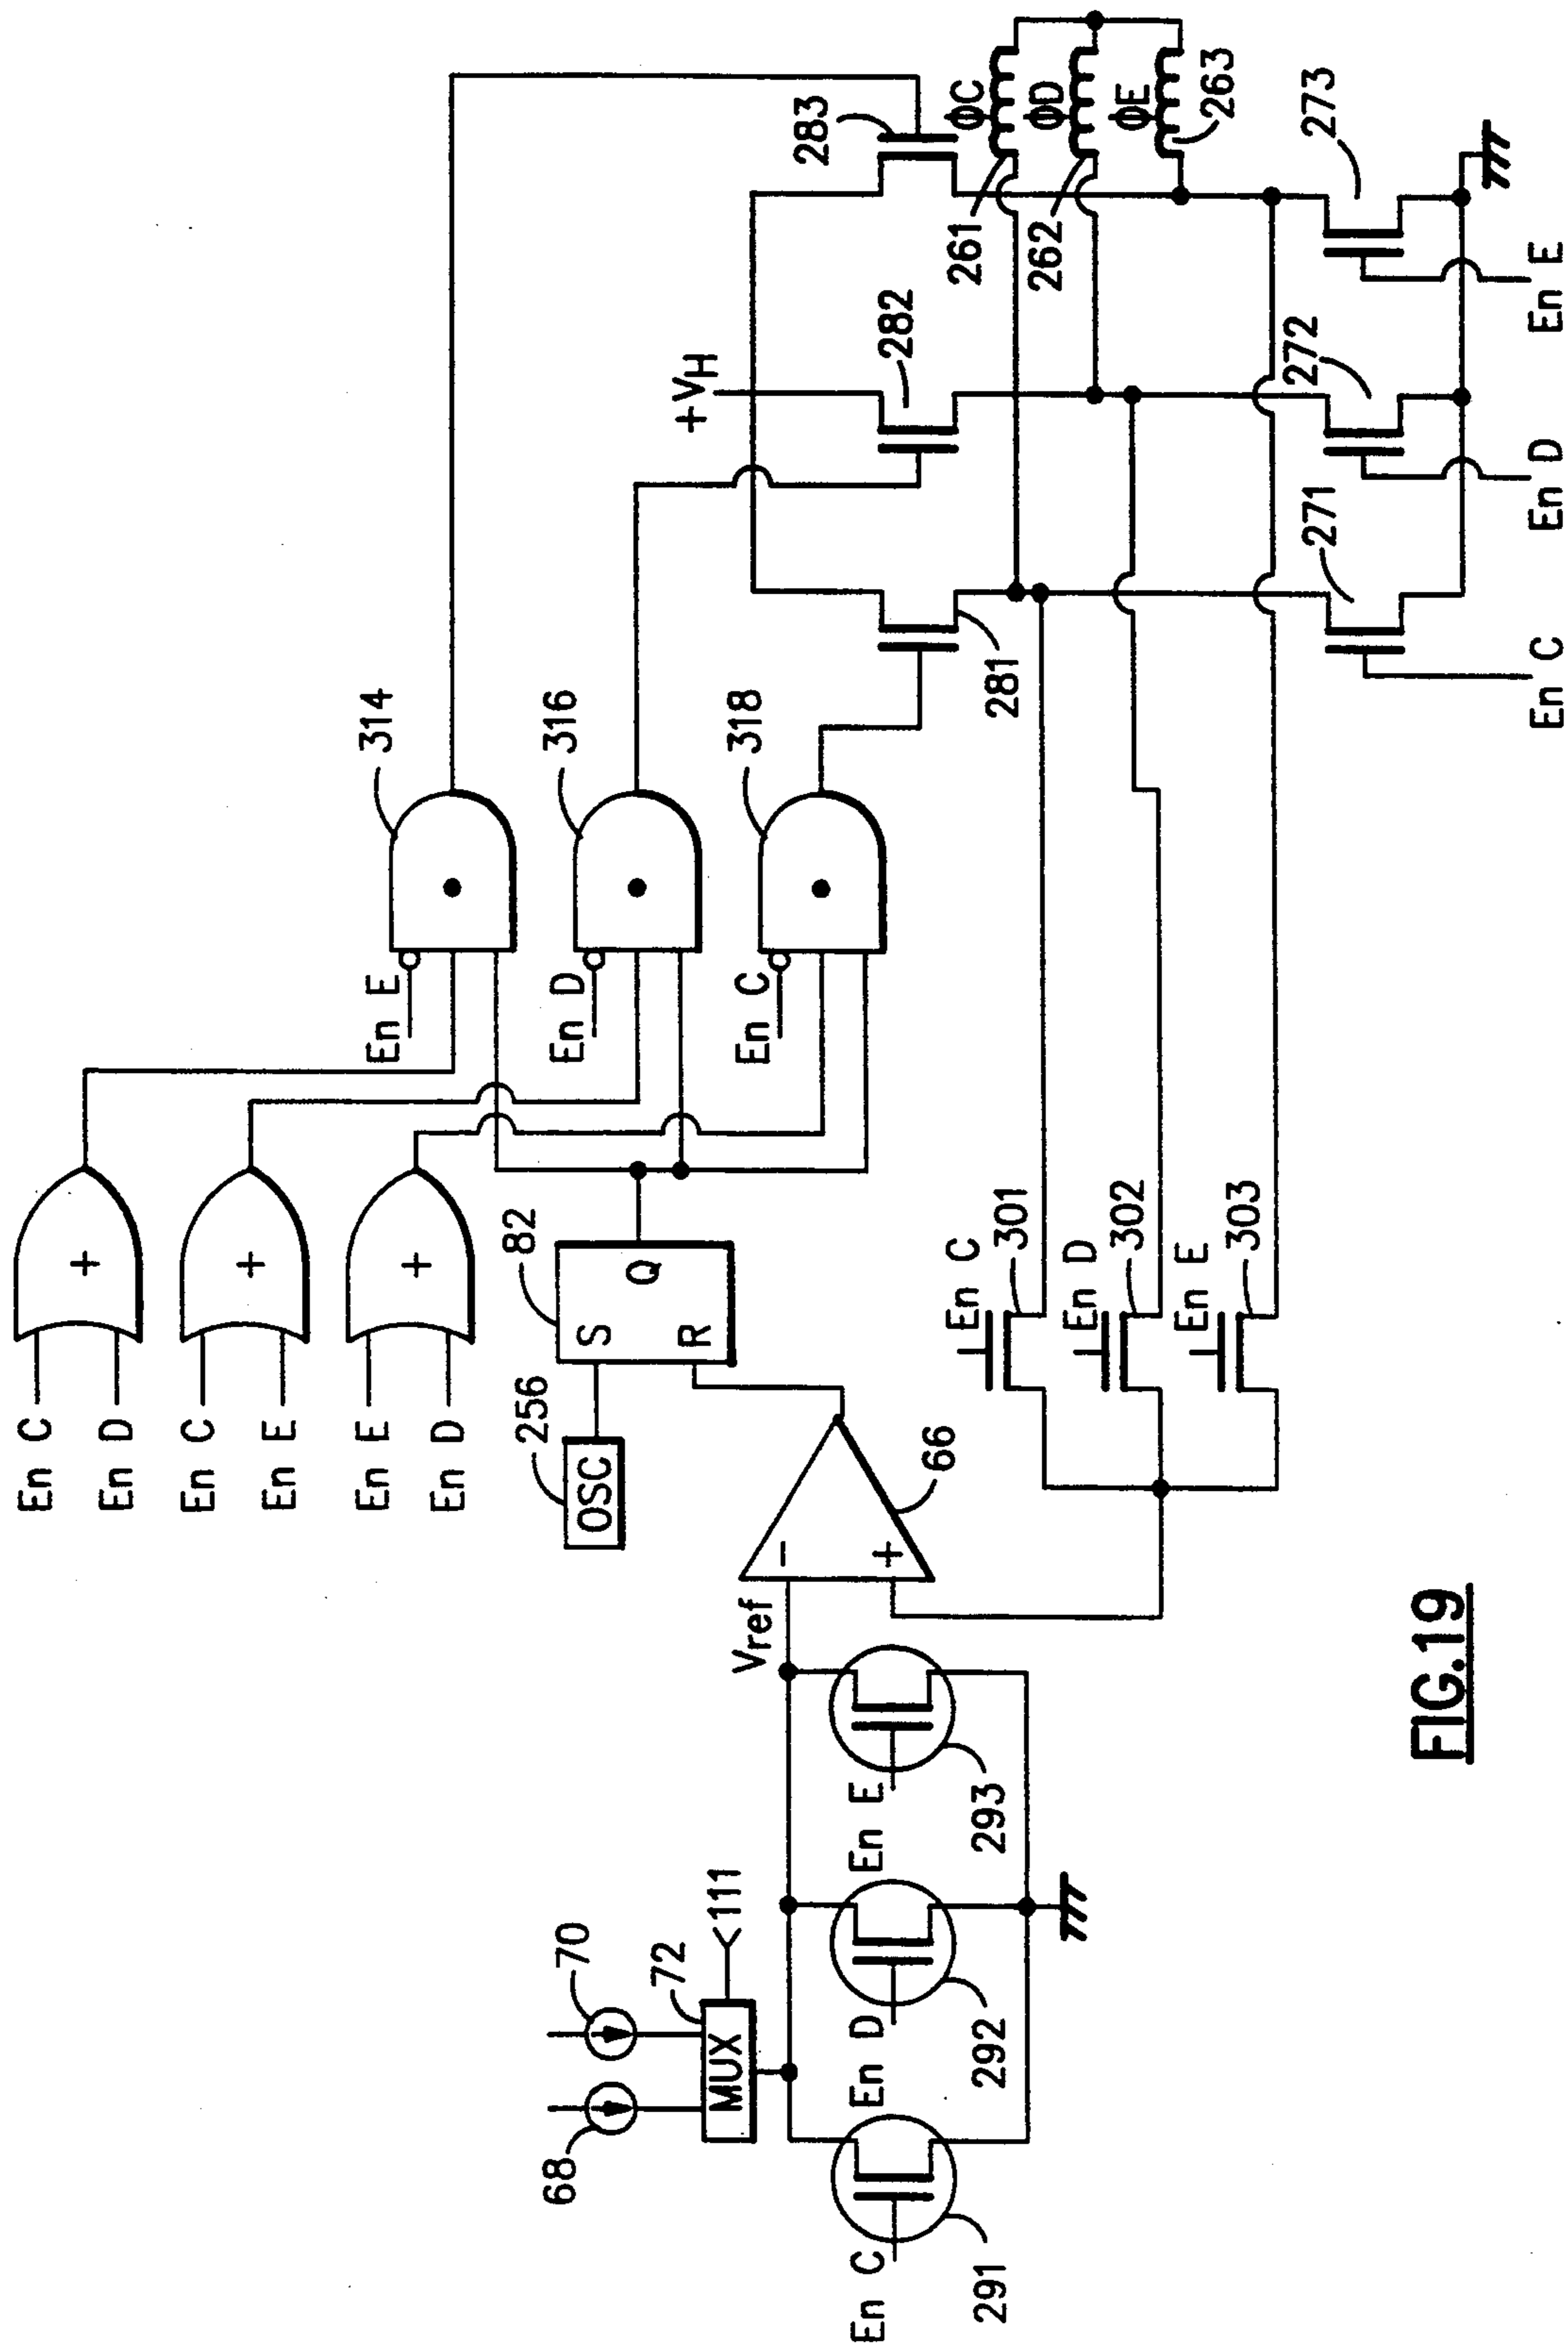 En C
En D
En C
En E
En E
En D
+
+
+
En E
En D
En C
314
316
318
OSC
256
S
R
Q
82
68
70
MUX
72
<111
Vref
-
+
66
En C
En D
En E
291
292
293
En C
301
En D
302
En E
303
+VH
281
282
283
ΦC
ΦD
ΦE
261
262
263
271
272
273
En C
En D
En E
FIG.19